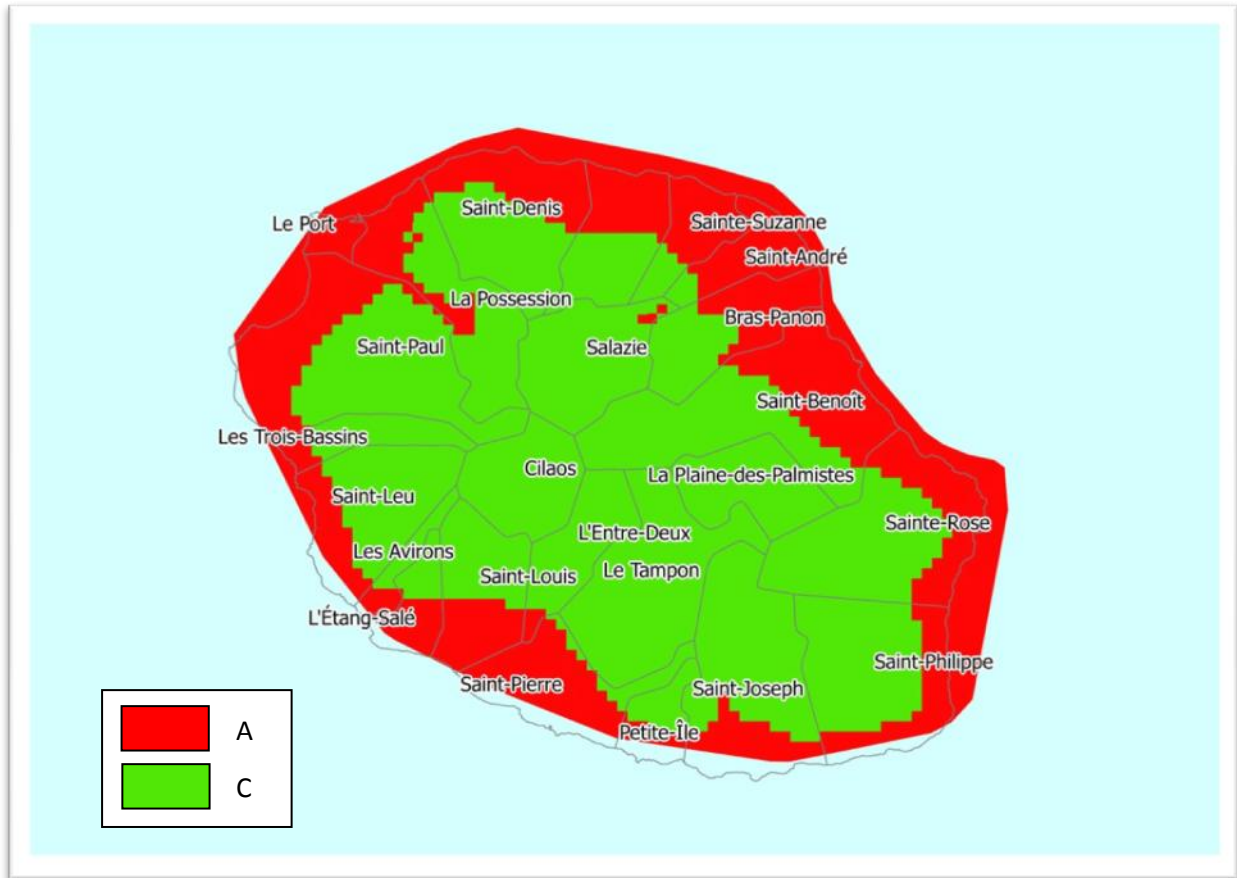 Saint-Denis
Le Port
Sainte-Suzanne
Saint-André
La Possession
Bras-Panon
Saint-Paul
Salazie
Saint-Benoît
Les Trois-Bassins
Cilaos
La Plaine-des-Palmistes
Saint-Leu
Sainte-Rose
L'Entre-Deux
Les Avirons
Le Tampon
Saint-Louis
L'Étang-Salé
Saint-Philippe
Saint-Pierre
Saint-Joseph
Petite-Île
A
C